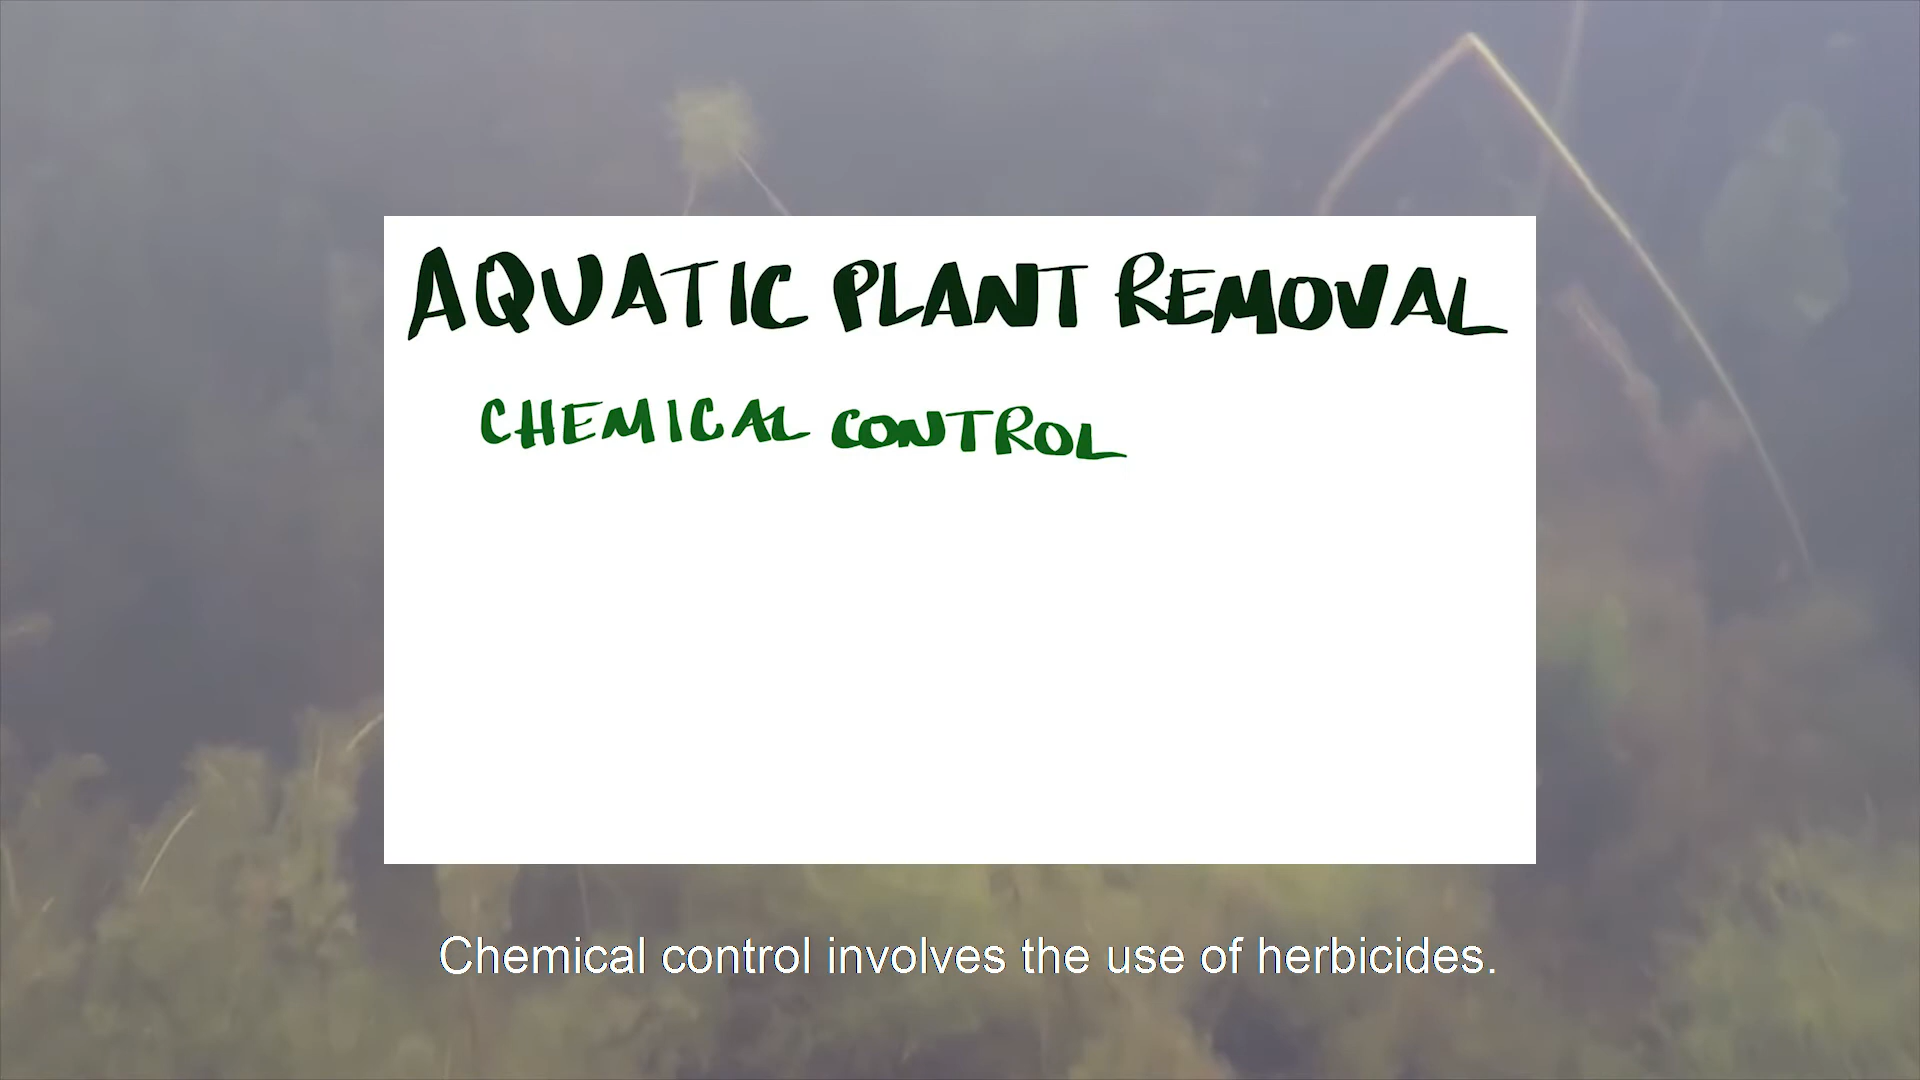 AQUATIC PLANT REMOVAL
CHEMICAL CONTROL
Chemical control involves the use of herbicides.